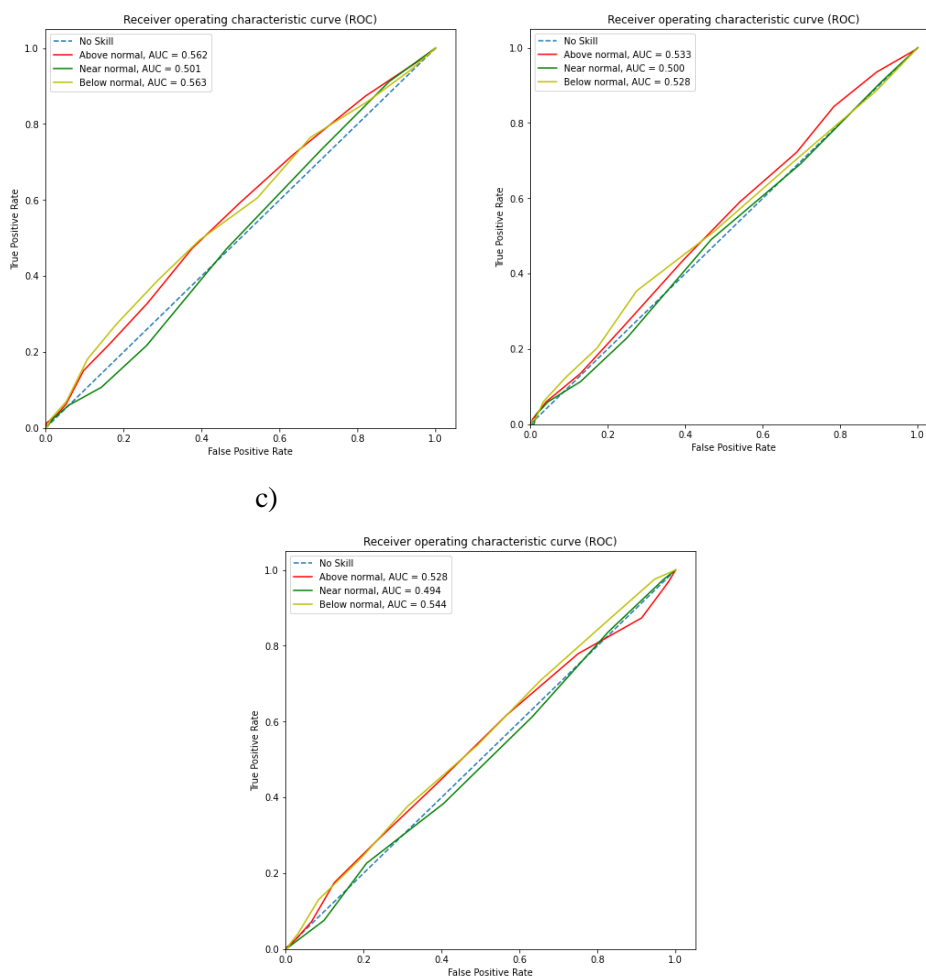 Receiver operating characteristic curve (ROC)
No Skill
Above normal, AUC = 0.562
Near normal, AUC = 0.501
Below normal, AUC = 0.563
1.0
0.8
0.6
0.4
0.2
0.0
True Positive Rate
0.0 0.2 0.4 0.6 0.8 1.0
False Positive Rate
Receiver operating characteristic curve (ROC)
No Skill
Above normal, AUC = 0.533
Near normal, AUC = 0.500
Below normal, AUC = 0.528
1.0
0.8
0.6
0.4
0.2
0.0
True Positive Rate
0.0 0.2 0.4 0.6 0.8 1.0
False Positive Rate
c)
Receiver operating characteristic curve (ROC)
No Skill
Above normal, AUC = 0.528
Near normal, AUC = 0.494
Below normal, AUC = 0.544
1.0
0.8
0.6
0.4
0.2
0.0
True Positive Rate
0.0 0.2 0.4 0.6 0.8 1.0
False Positive Rate